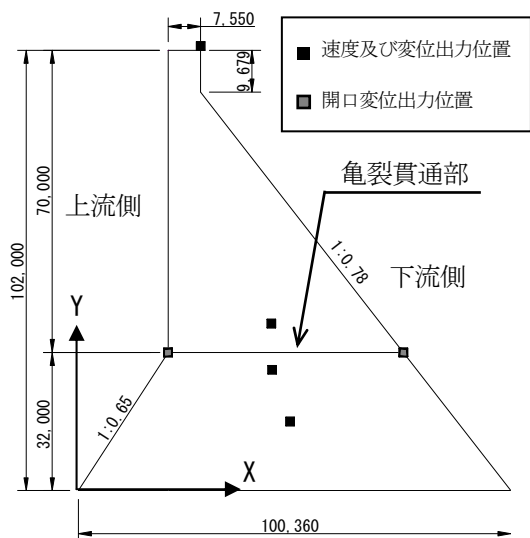 7,550
速度及び変位出力位置
開口変位出力位置
9,679
亀裂貫通部
上流側
70,000
102,000
1:0.78
下流側
Y
32,000
1:0.65
X
100,360